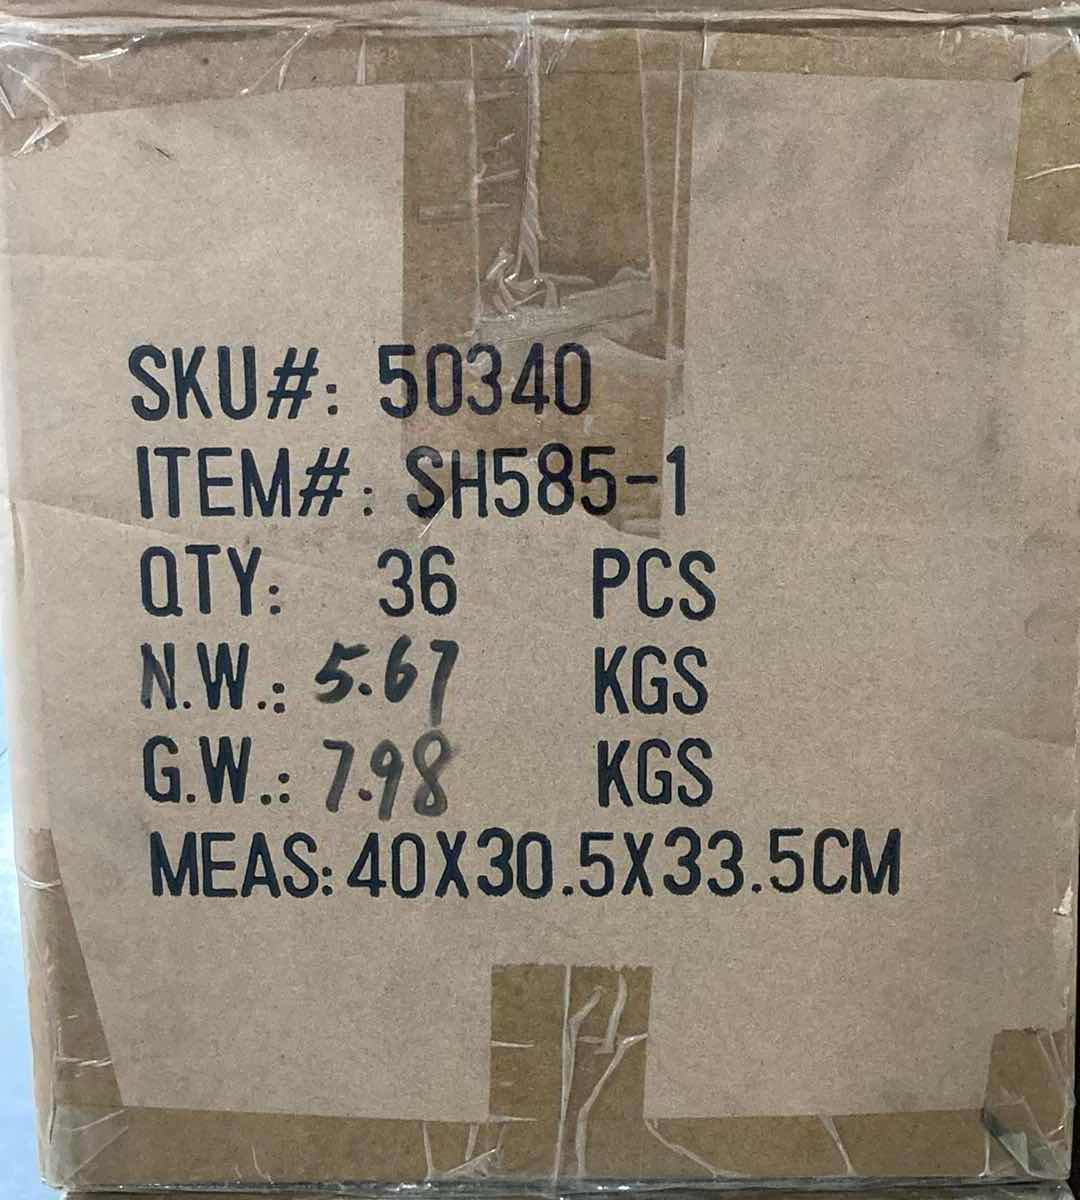 SKU#: 50340
ITEM#: SH585-1
QTY: 36 PCS
N.W.: 5.67 KGS
G.W.: 7.98 KGS
MEAS:40X30.5X33.5CM